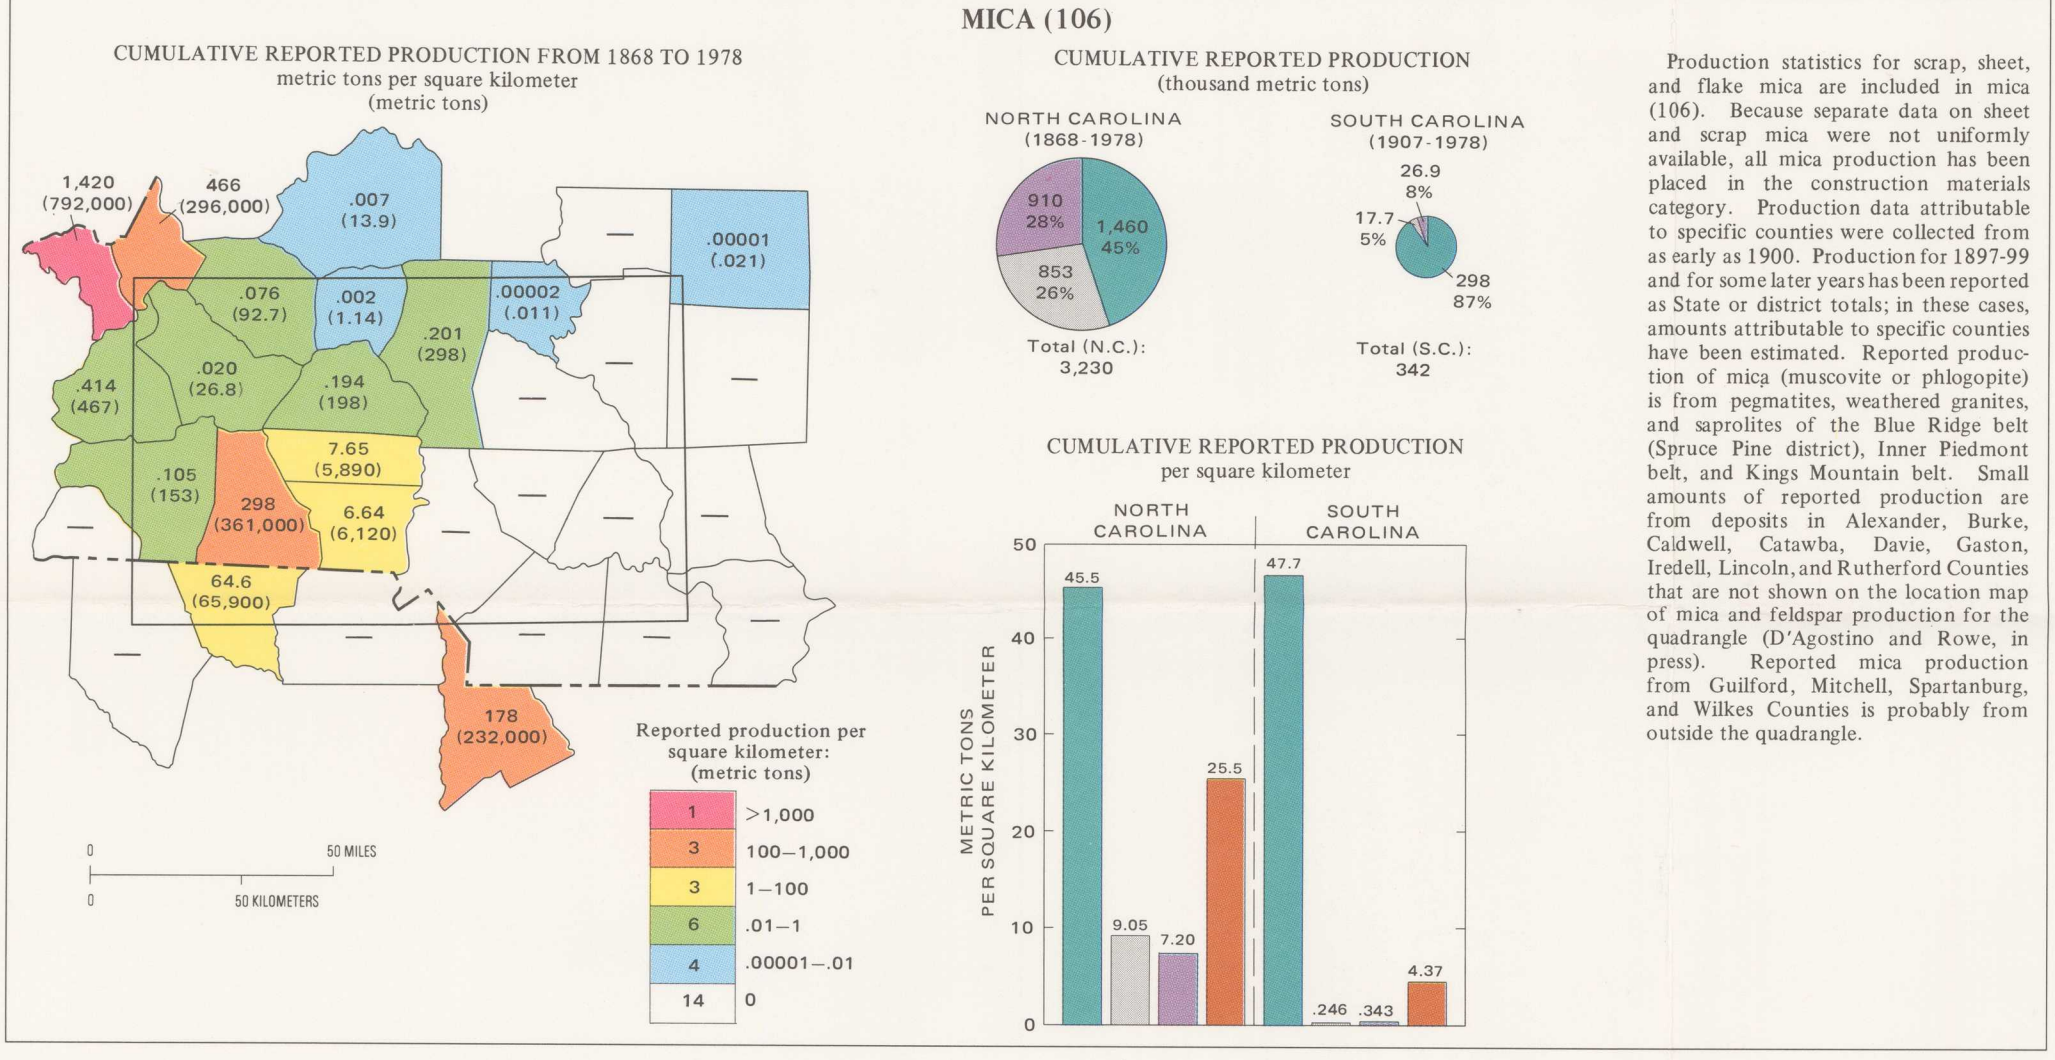 MICA (106)
CUMULATIVE REPORTED PRODUCTION FROM 1868 TO 1978
metric tons per square kilometer
(metric tons)
1,420
(792,000)
466
(296,000)
.007
(13.9)
.00001
(.021)
.076
(92.7)
.002
(1.14)
.00002
(.011)
.201
(298)
.020
(26.8)
.414
(467)
.194
(198)
—
—
—
7.65
(5,890)
.105
(153)
298
(361,000)
6.64
(6,120)
—
—
—
—
—
64.6
(65,900)
—
—
—
—
—
178
(232,000)
Reported production per
square kilometer:
(metric tons)
1 >1,000
3 100—1,000
3 1—100
6 .01—1
4 .00001—.01
14 0
0 50 MILES
0 50 KILOMETERS
CUMULATIVE REPORTED PRODUCTION
(thousand metric tons)
NORTH CAROLINA
(1868-1978)
910
28%
1,460
45%
853
26%
Total (N.C.):
3,230
SOUTH CAROLINA
(1907-1978)
26.9
8%
17.7
5%
298
87%
Total (S.C.):
342
CUMULATIVE REPORTED PRODUCTION
per square kilometer
NORTH
CAROLINA
SOUTH
CAROLINA
METRIC TONS
PER SQUARE KILOMETER
50
40
30
20
10
0
45.5
9.05
7.20
25.5
47.7
.246
.343
4.37
Production statistics for scrap, sheet,
and flake mica are included in mica
(106). Because separate data on sheet
and scrap mica were not uniformly
available, all mica production has been
placed in the construction materials
category. Production data attributable
to specific counties were collected from
as early as 1900. Production for 1897-99
and for some later years has been reported
as State or district totals; in these cases,
amounts attributable to specific counties
have been estimated. Reported produc-
tion of mica (muscovite or phlogopite)
is from pegmatites, weathered granites,
and saprolites of the Blue Ridge belt
(Spruce Pine district), Inner Piedmont
belt, and Kings Mountain belt. Small
amounts of reported production are
from deposits in Alexander, Burke,
Caldwell, Catawba, Davie, Gaston,
Iredell, Lincoln, and Rutherford Counties
that are not shown on the location map
of mica and feldspar production for the
quadrangle (D'Agostino and Rowe, in
press). Reported mica production
from Guilford, Mitchell, Spartanburg,
and Wilkes Counties is probably from
outside the quadrangle.